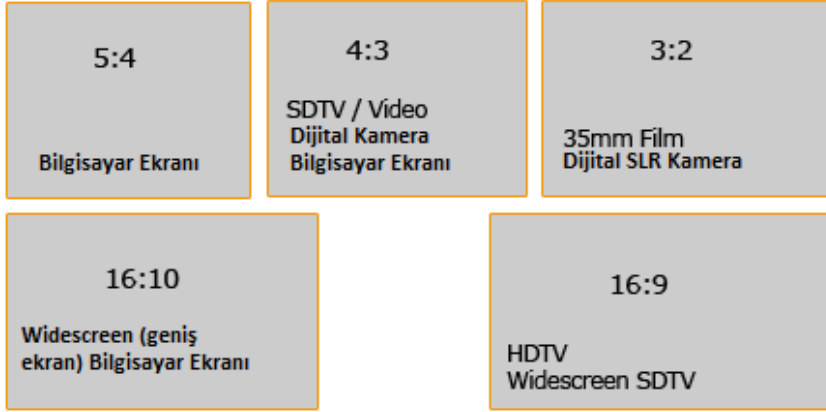 5:4
Bilgisayar Ekranı
4:3
SDTV / Video
Dijital Kamera
Bilgisayar Ekranı
3:2
35mm Film
Dijital SLR Kamera
16:10
Widescreen (geniş
ekran) Bilgisayar Ekranı
16:9
HDTV
Widescreen SDTV